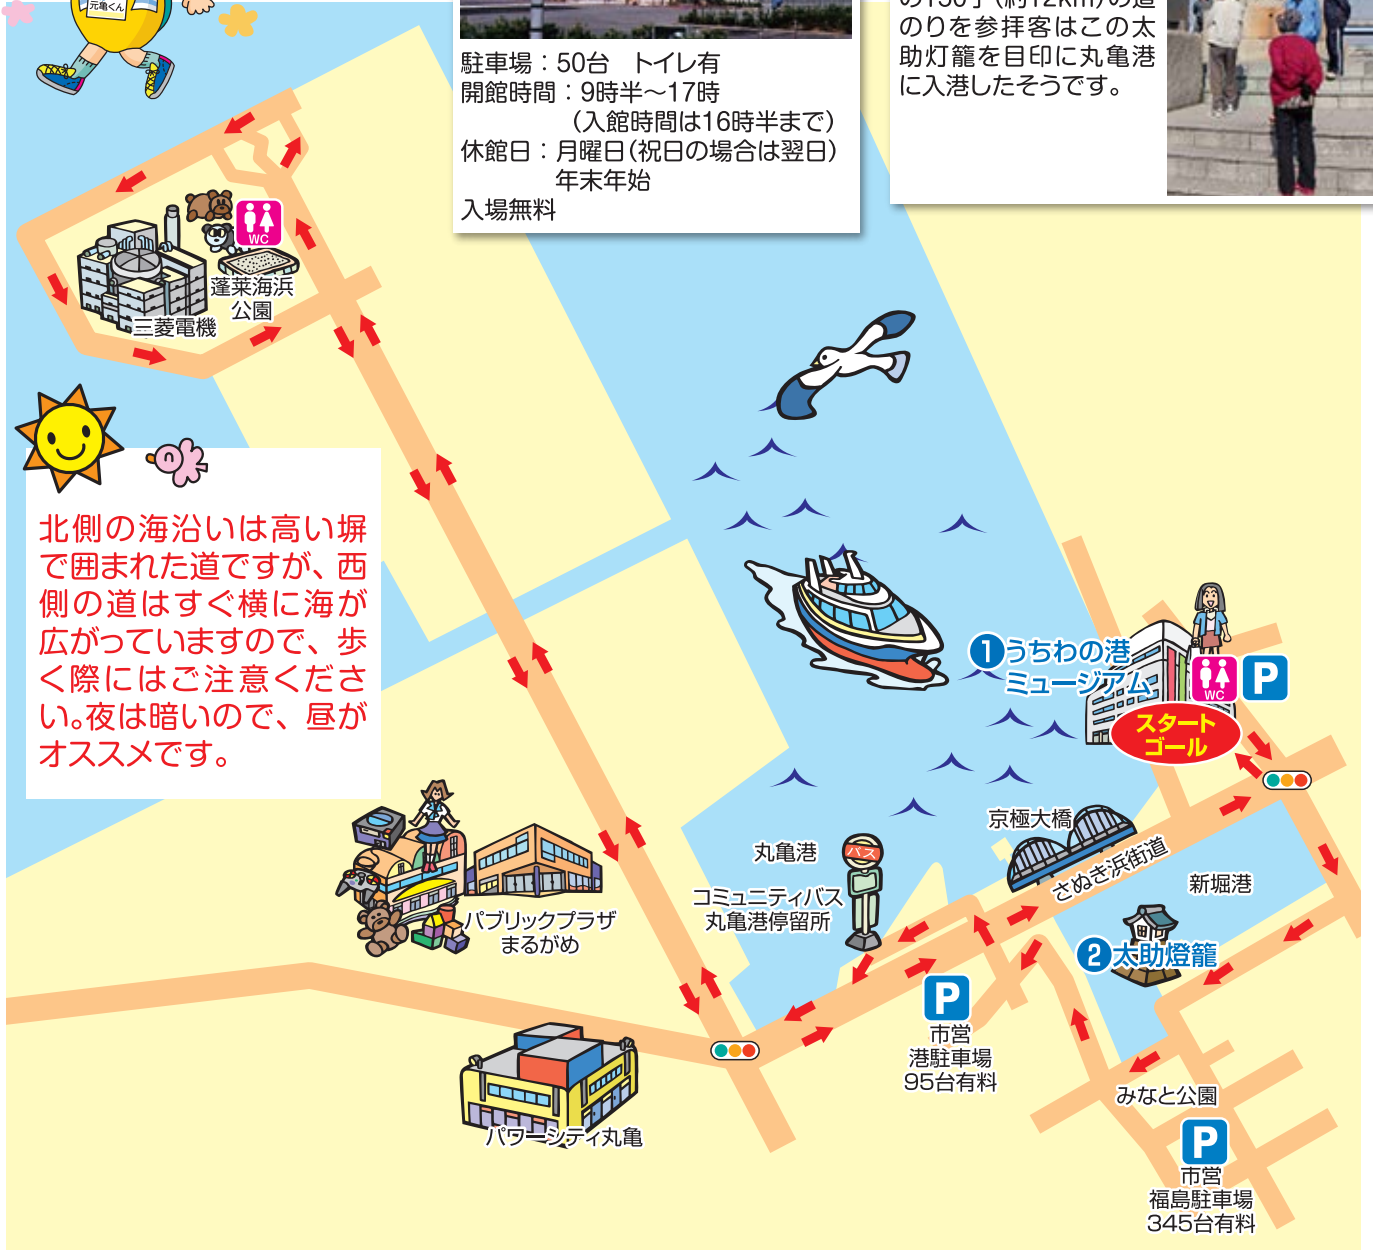 元亀くん
駐車場：50台　トイレ有
開館時間：9時半～17時
（入館時間は16時半まで）
休館日：月曜日（祝日の場合は翌日）
年末年始
入場無料
の150丁（約12km）の道
のりを参拝客はこの太
助灯籠を目印に丸亀港
に入港したそうです。
WC
蓬莱海浜
公園
三菱電機
北側の海沿いは高い塀
で囲まれた道ですが、西
側の道はすぐ横に海が
広がっていますので、歩
く際にはご注意くださ
い。夜は暗いので、昼が
オススメです。
1うちわの港
ミュージアム
WC
P
スタート
ゴール
京極大橋
さぬき浜街道
新堀港
丸亀港
バス
コミュニティバス
丸亀港停留所
2太助燈籠
パブリックプラザ
まるがめ
P
市営
港駐車場
95台有料
みなと公園
パワーシティ丸亀
P
市営
福島駐車場
345台有料